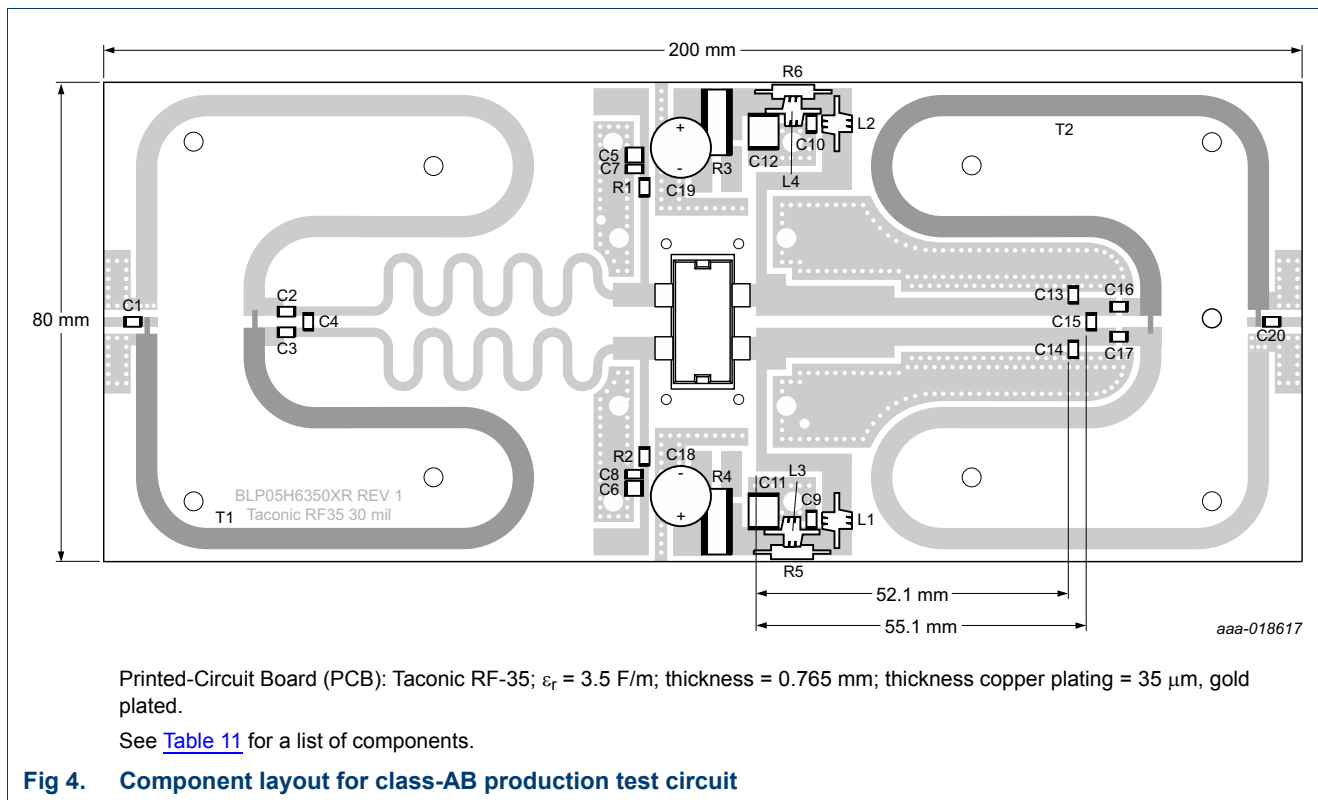 200 mm
80 mm
R6
T2
L2
C10
C12
L4
R3
C5
C7
R1
C19
C1
C2
C4
C3
C13
C16
C15
C14
C17
C20
R2
C18
C8
C6
R4
C11
L3
C9
L1
R5
BLP05H6350XR REV 1
Taconic RF35 30 mil
T1
52.1 mm
55.1 mm
aaa-018617
Printed-Circuit Board (PCB): Taconic RF-35; εr = 3.5 F/m; thickness = 0.765 mm; thickness copper plating = 35 μm, gold
plated.
See Table 11 for a list of components.
Fig 4. Component layout for class-AB production test circuit